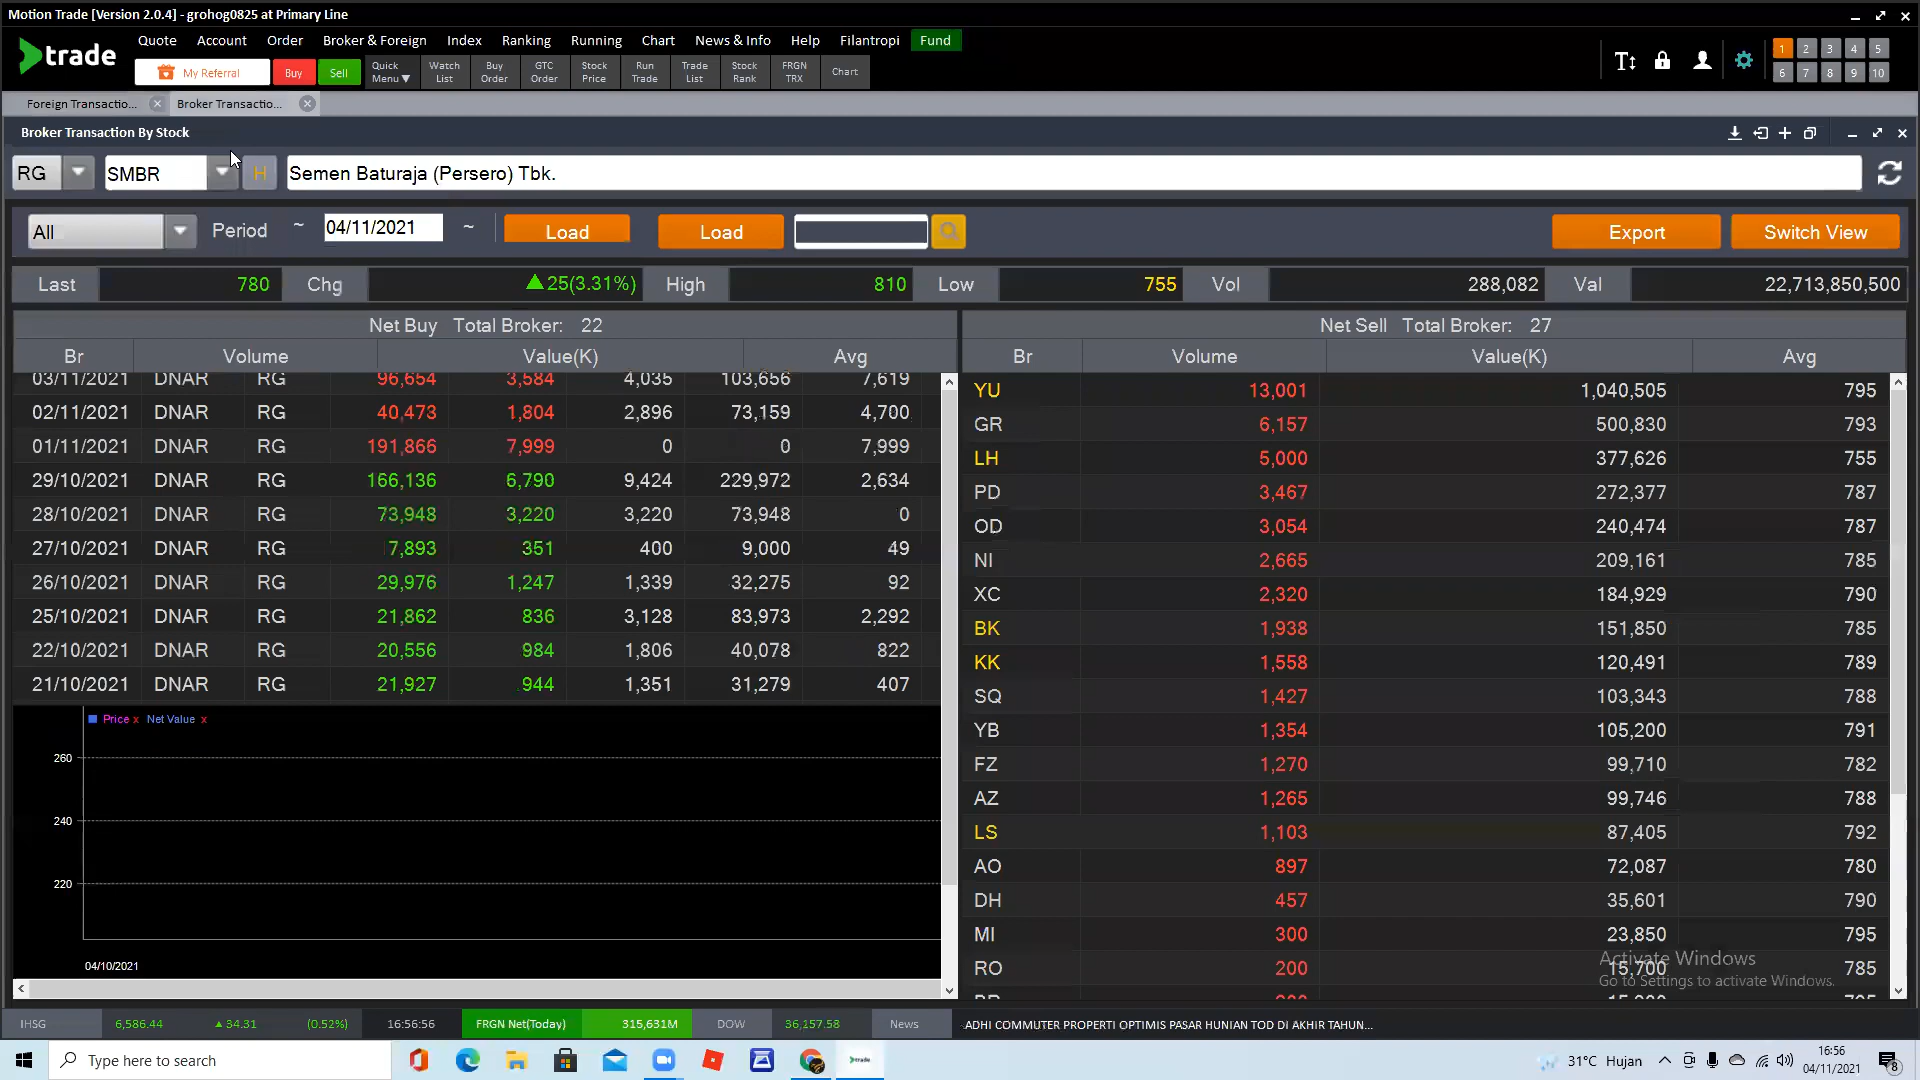 Motion Trade [Version 2.0.4] - grohog0825 at Primary Line
trade
Quote Account Order Broker & Foreign Index Ranking Running Chart News & Info Help Filantropi Fund
My Referral Buy Sell Quick Menu▼ Watch List Buy Order GTC Order Stock Price Run Trade Trade List Stock Rank FRGN TRX Chart
1 2 3 4 5
6 7 8 9 10
Foreign Transactio... Broker Transactio...
Broker Transaction By Stock
RG SMBR H Semen Baturaja (Persero) Tbk.
All Period ~ 04/11/2021 ~ Load Load Export Switch View
Last 780 Chg ▲25(3.31%) High 810 Low 755 Vol 288,082 Val 22,713,850,500
Net Buy Total Broker: 22
Br Volume Value(K) Avg
03/11/2021 DNAR RG 96,654 3,584 4,035 103,656 7,619
02/11/2021 DNAR RG 40,473 1,804 2,896 73,159 4,700
01/11/2021 DNAR RG 191,866 7,999 0 0 7,999
29/10/2021 DNAR RG 166,136 6,790 9,424 229,972 2,634
28/10/2021 DNAR RG 73,948 3,220 3,220 73,948 0
27/10/2021 DNAR RG 7,893 351 400 9,000 49
26/10/2021 DNAR RG 29,976 1,247 1,339 32,275 92
25/10/2021 DNAR RG 21,862 836 3,128 83,973 2,292
22/10/2021 DNAR RG 20,556 984 1,806 40,078 822
21/10/2021 DNAR RG 21,927 944 1,351 31,279 407
Price x Net Value x
260
240
220
04/10/2021
Net Sell Total Broker: 27
Br Volume Value(K) Avg
YU 13,001 1,040,505 795
GR 6,157 500,830 793
LH 5,000 377,626 755
PD 3,467 272,377 787
OD 3,054 240,474 787
NI 2,665 209,161 785
XC 2,320 184,929 790
BK 1,938 151,850 785
KK 1,558 120,491 789
SQ 1,427 103,343 788
YB 1,354 105,200 791
FZ 1,270 99,710 782
AZ 1,265 99,746 788
LS 1,103 87,405 792
AO 897 72,087 780
DH 457 35,601 790
MI 300 23,850 795
RO 200 15,700 785
Activate Windows
Go to Settings to activate Windows.
IHSG 6,586.44 ▲ 34.31 (0.52%) 16:56:56 FRGN Net(Today) 315,631M DOW 36,157.58 News .ADHI COMMUTER PROPERTI OPTIMIS PASAR HUNIAN TOD DI AKHIR TAHUN...
Type here to search trade 31°C Hujan 16:56
04/11/2021 8